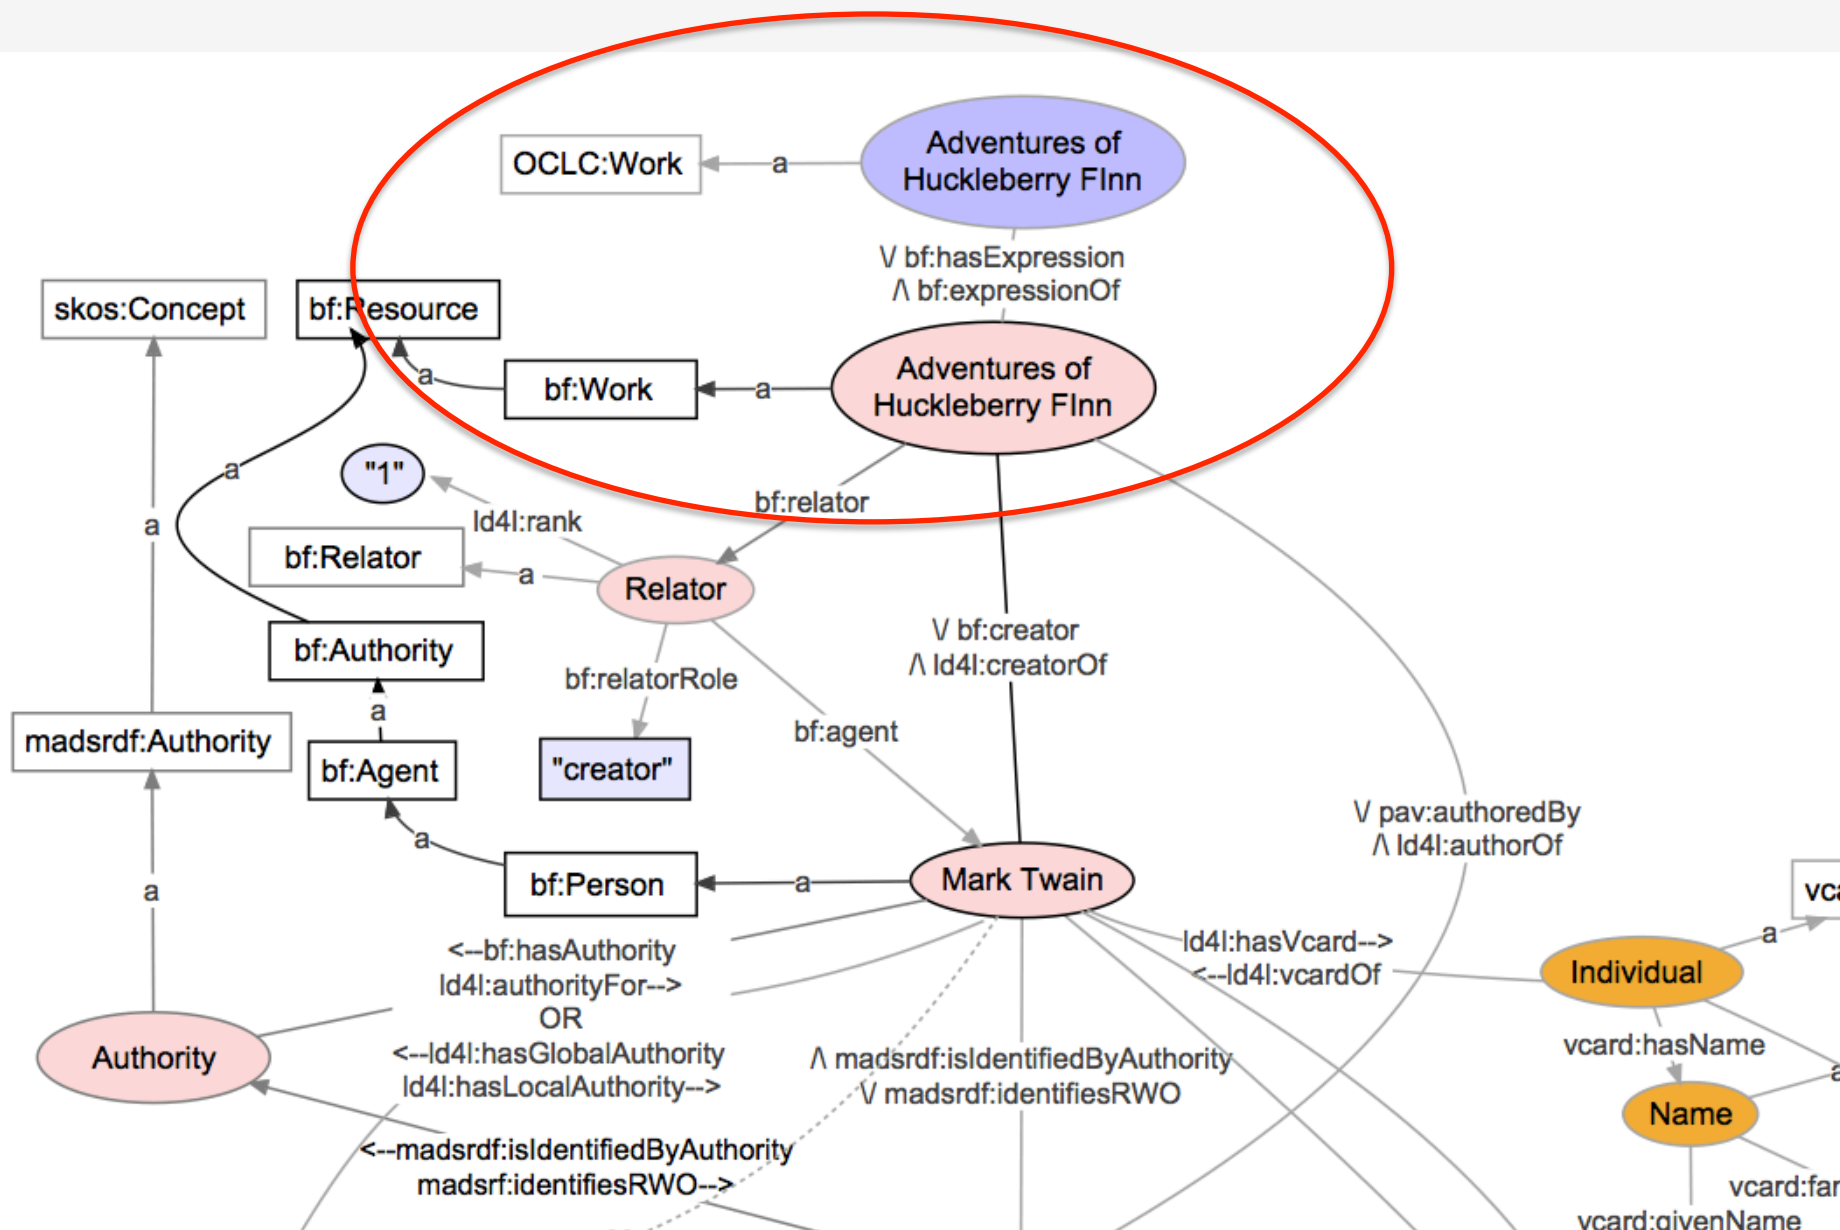 Adventures of
Huckleberry FInn
OCLC:Work
a
\/ bf:hasExpression
/\ bf:expressionOf
skos:Concept
bf:Resource
Adventures of
Huckleberry FInn
a
bf:Work
a
a
"1"
bf:relator
ld4l:rank
a
bf:Relator
a
Relator
\/ bf:creator
/\ ld4l:creatorOf
bf:Authority
bf:relatorRole
a
bf:agent
madsrdf:Authority
bf:Agent
"creator"
\/ pav:authoredBy
/\ ld4l:authorOf
a
a
bf:Person
a
Mark Twain
<--bf:hasAuthority
ld4l:authorityFor-->
OR
<--ld4l:hasGlobalAuthority
ld4l:hasLocalAuthority-->
ld4l:hasVcard-->
<--ld4l:vcardOf
a
Individual
vcard:hasName
Authority
/\ madsrdf:isIdentifiedByAuthority
\/ madsrdf:identifiesRWO
a
Name
<--madsrdf:isIdentifiedByAuthority
madsrf:identifiesRWO-->
vcard:givenName